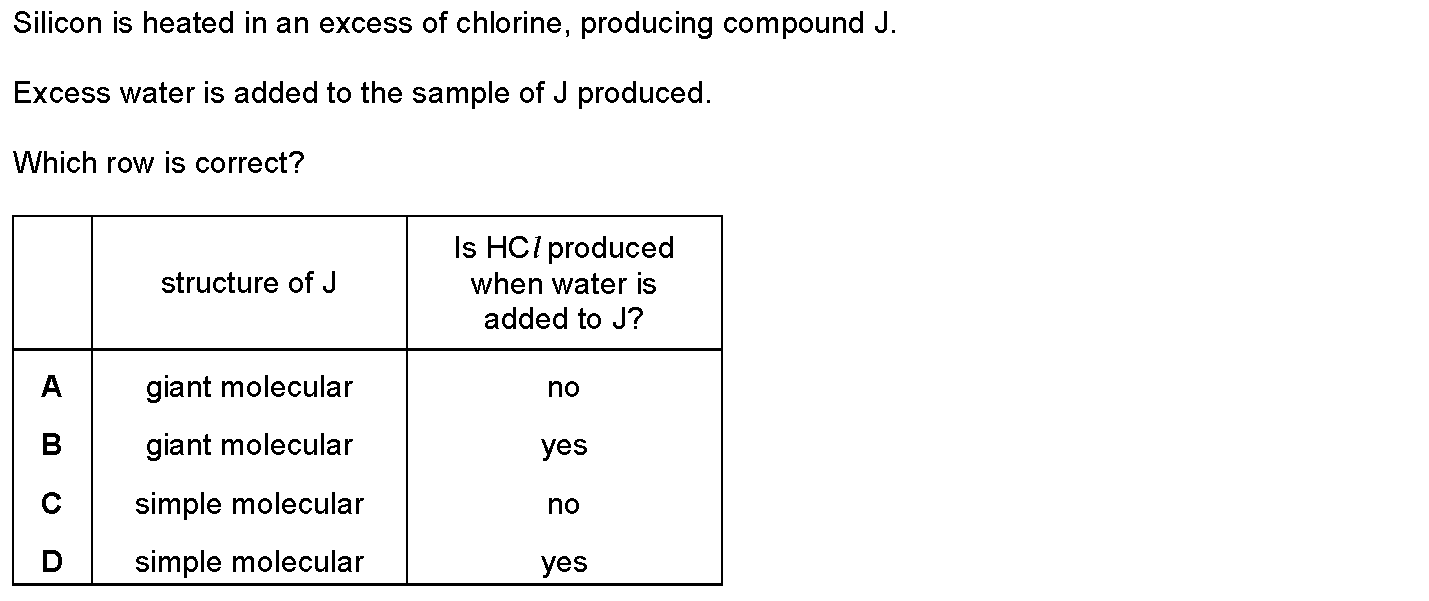 Silicon is heated in an excess of chlorine, producing compound J.
Excess water is added to the sample of J produced.
Which row is correct?
structure of J
Is HCl produced
when water is
added to J?
A giant molecular no
B giant molecular yes
C simple molecular no
D simple molecular yes